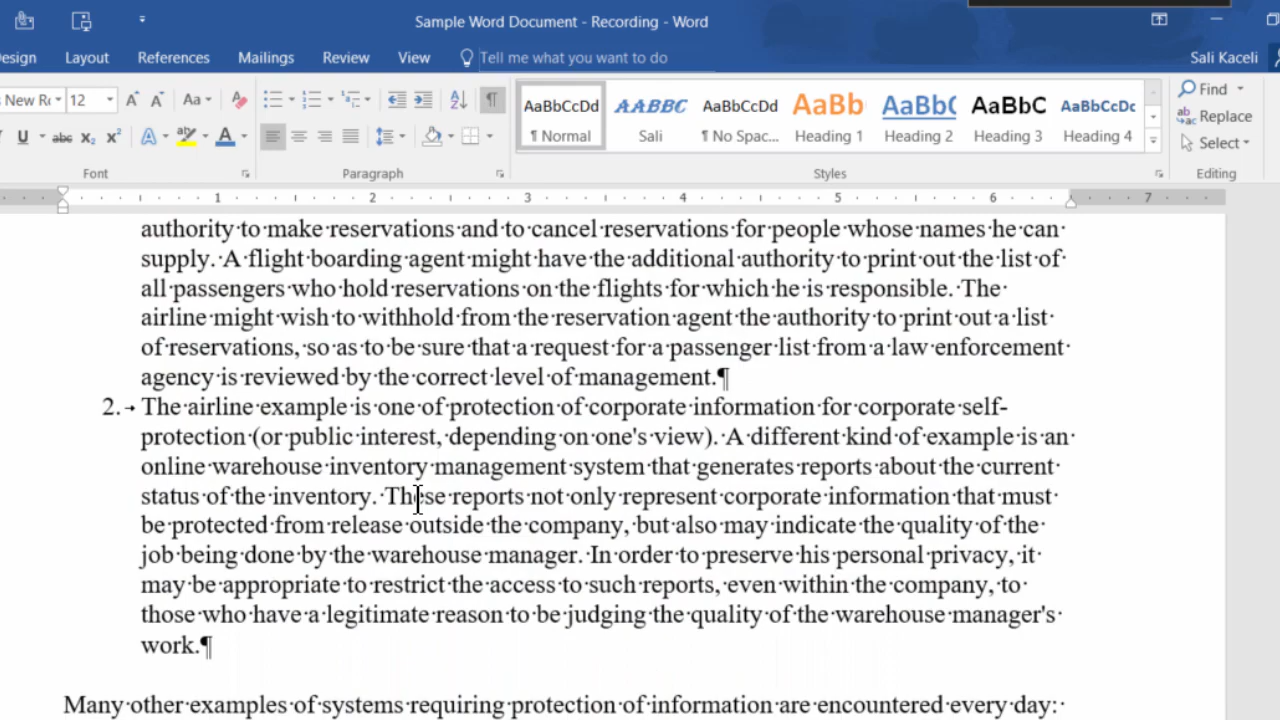 Sample Word Document - Recording - Word
Design Layout References Mailings Review View Tell me what you want to do Sali Kaceli
New Ro 12 Aa AaBbCcDd AABBC AaBbCcDd AaBb AaBbC AaBbC AaBbCcDc Find
U abc X₂ X² A ab A ¶ Normal Sali ¶ No Spac... Heading 1 Heading 2 Heading 3 Heading 4 Replace
Select
Font Paragraph Styles Editing
1 2 3 4 5 6 7
authority to make reservations and to cancel reservations for people whose names he can
supply. A flight boarding agent might have the additional authority to print out the list of
all passengers who hold reservations on the flights for which he is responsible. The
airline might wish to withhold from the reservation agent the authority to print out a list
of reservations, so as to be sure that a request for a passenger list from a law enforcement
agency is reviewed by the correct level of management.¶
2. The airline example is one of protection of corporate information for corporate self-
protection (or public interest, depending on one's view). A different kind of example is an
online warehouse inventory management system that generates reports about the current
status of the inventory. These reports not only represent corporate information that must
be protected from release outside the company, but also may indicate the quality of the
job being done by the warehouse manager. In order to preserve his personal privacy, it
may be appropriate to restrict the access to such reports, even within the company, to
those who have a legitimate reason to be judging the quality of the warehouse manager's
work.¶
Many other examples of systems requiring protection of information are encountered every day: